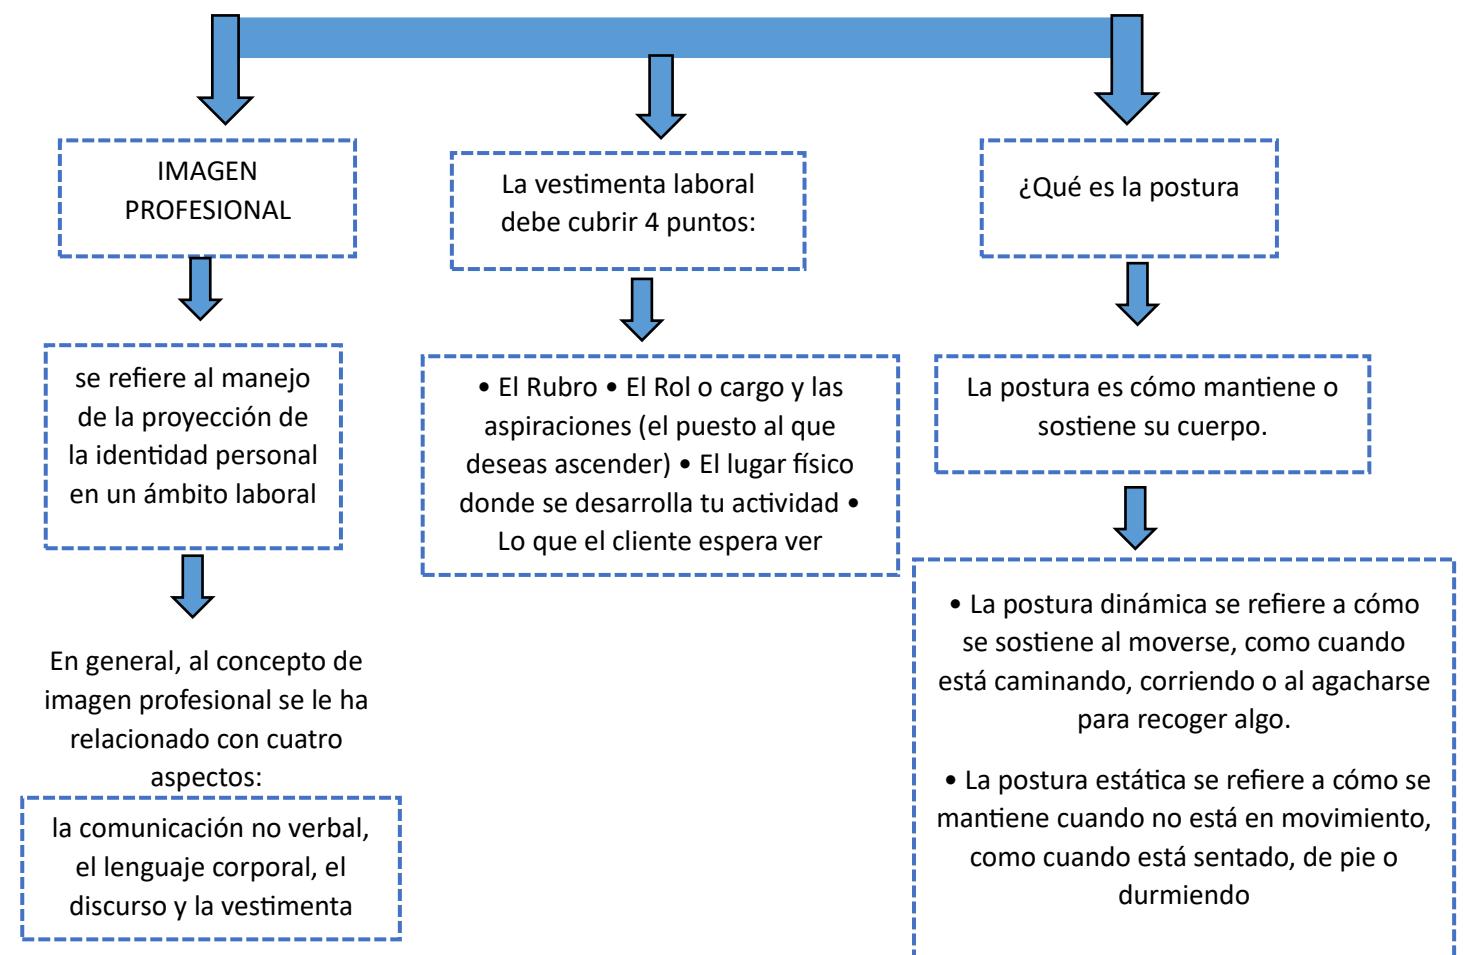 IMAGEN
PROFESIONAL
se refiere al manejo
de la proyección de
la identidad personal
en un ámbito laboral
En general, al concepto de
imagen profesional se le ha
relacionado con cuatro
aspectos:
la comunicación no verbal,
el lenguaje corporal, el
discurso y la vestimenta
La vestimenta laboral
debe cubrir 4 puntos:
• El Rubro • El Rol o cargo y las
aspiraciones (el puesto al que
deseas ascender) • El lugar físico
donde se desarrolla tu actividad •
Lo que el cliente espera ver
¿Qué es la postura
La postura es cómo mantiene o
sostiene su cuerpo.
• La postura dinámica se refiere a cómo
se sostiene al moverse, como cuando
está caminando, corriendo o al agacharse
para recoger algo.
• La postura estática se refiere a cómo se
mantiene cuando no está en movimiento,
como cuando está sentado, de pie o
durmiendo